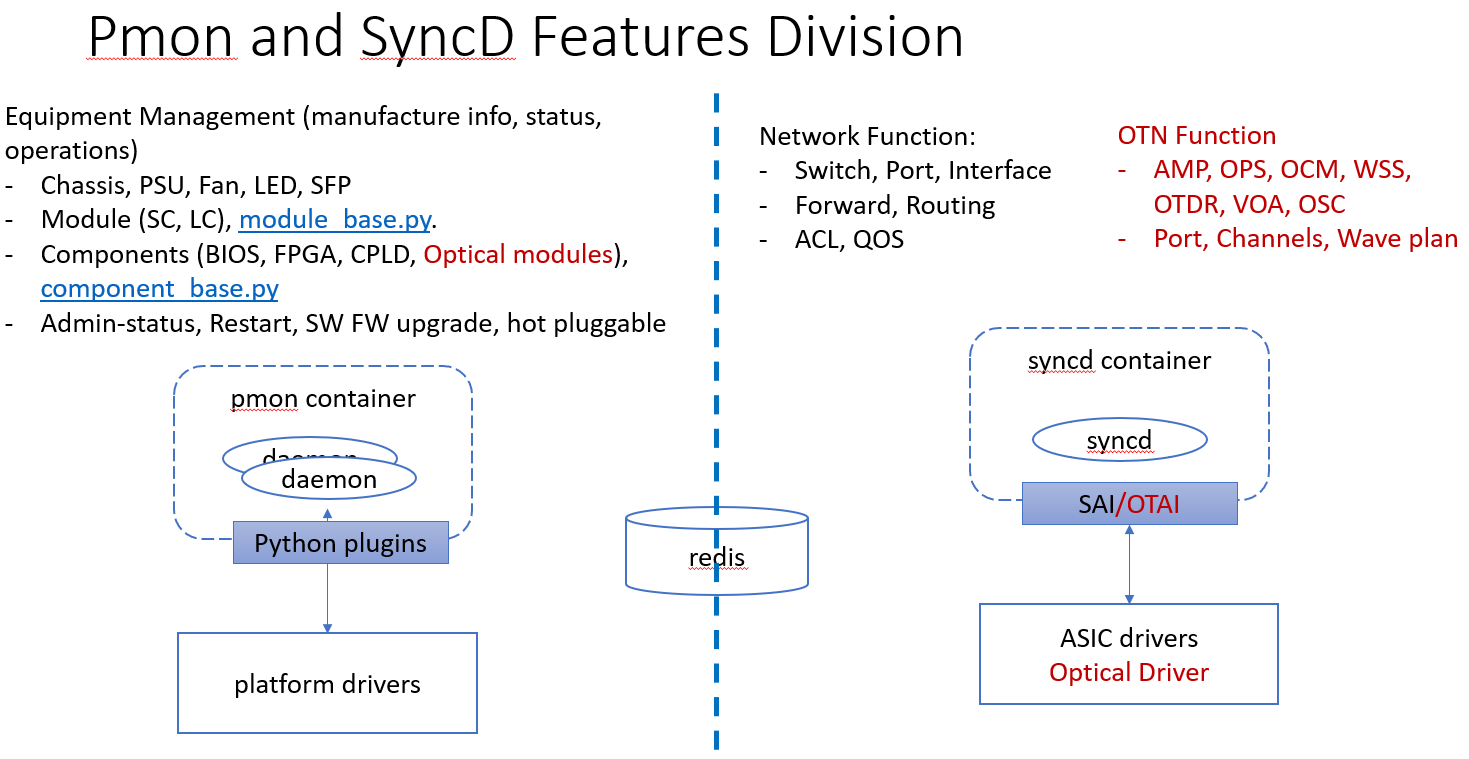 Pmon and SyncD Features Division
Equipment Management (manufacture info, status,
operations)
- Chassis, PSU, Fan, LED, SFP
- Module (SC, LC), module_base.py.
- Components (BIOS, FPGA, CPLD, Optical modules),
component_base.py
- Admin-status, Restart, SW FW upgrade, hot pluggable
Network Function:
- Switch, Port, Interface
- Forward, Routing
- ACL, QOS
OTN Function
- AMP, OPS, OCM, WSS,
OTDR, VOA, OSC
- Port, Channels, Wave plan
pmon container
daemon
daemon
Python plugins
platform drivers
redis
syncd container
syncd
SAI/OTAI
ASIC drivers
Optical Driver